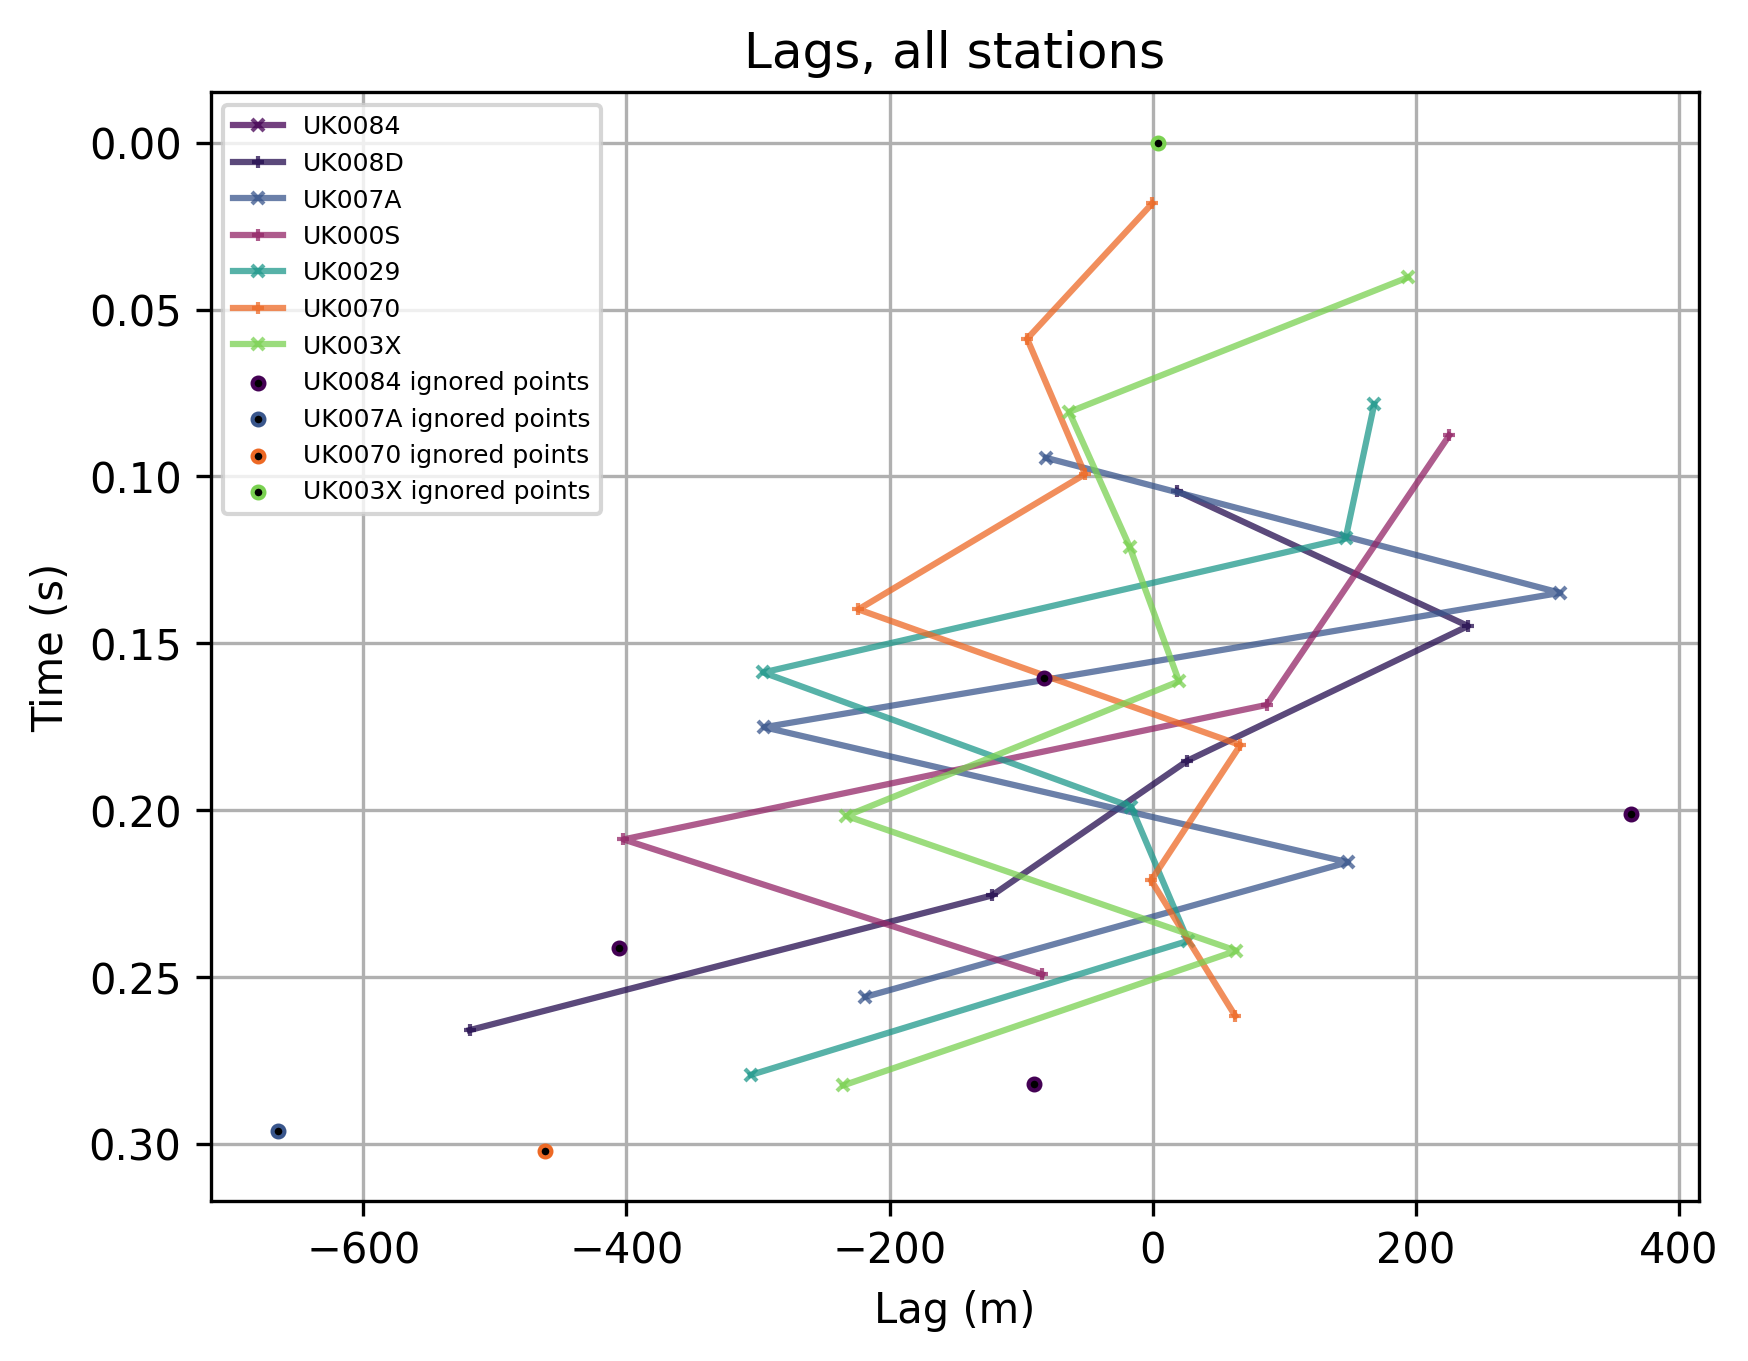 Lags, all stations
UK0084
UK008D
UK007A
UK000S
UK0029
UK0070
UK003X
UK0084 ignored points
UK007A ignored points
UK0070 ignored points
UK003X ignored points
0.00
0.05
0.10
0.15
0.20
0.25
0.30
Time (s)
−600
−400
−200
0
200
400
Lag (m)